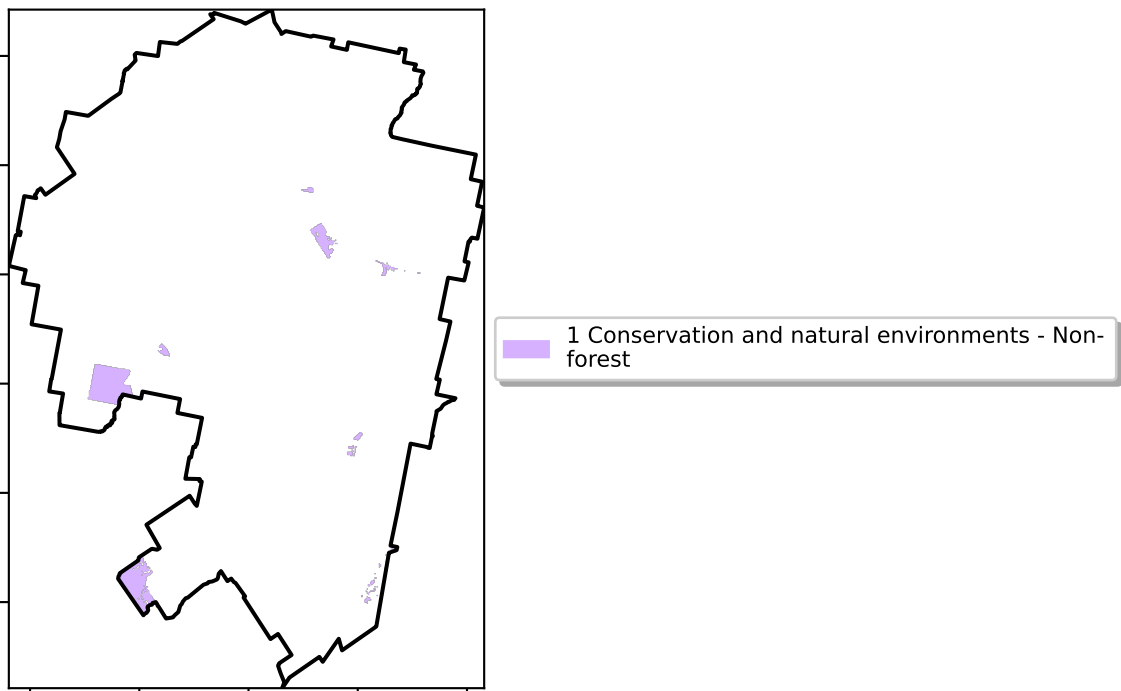 1 Conservation and natural environments - Non-
forest